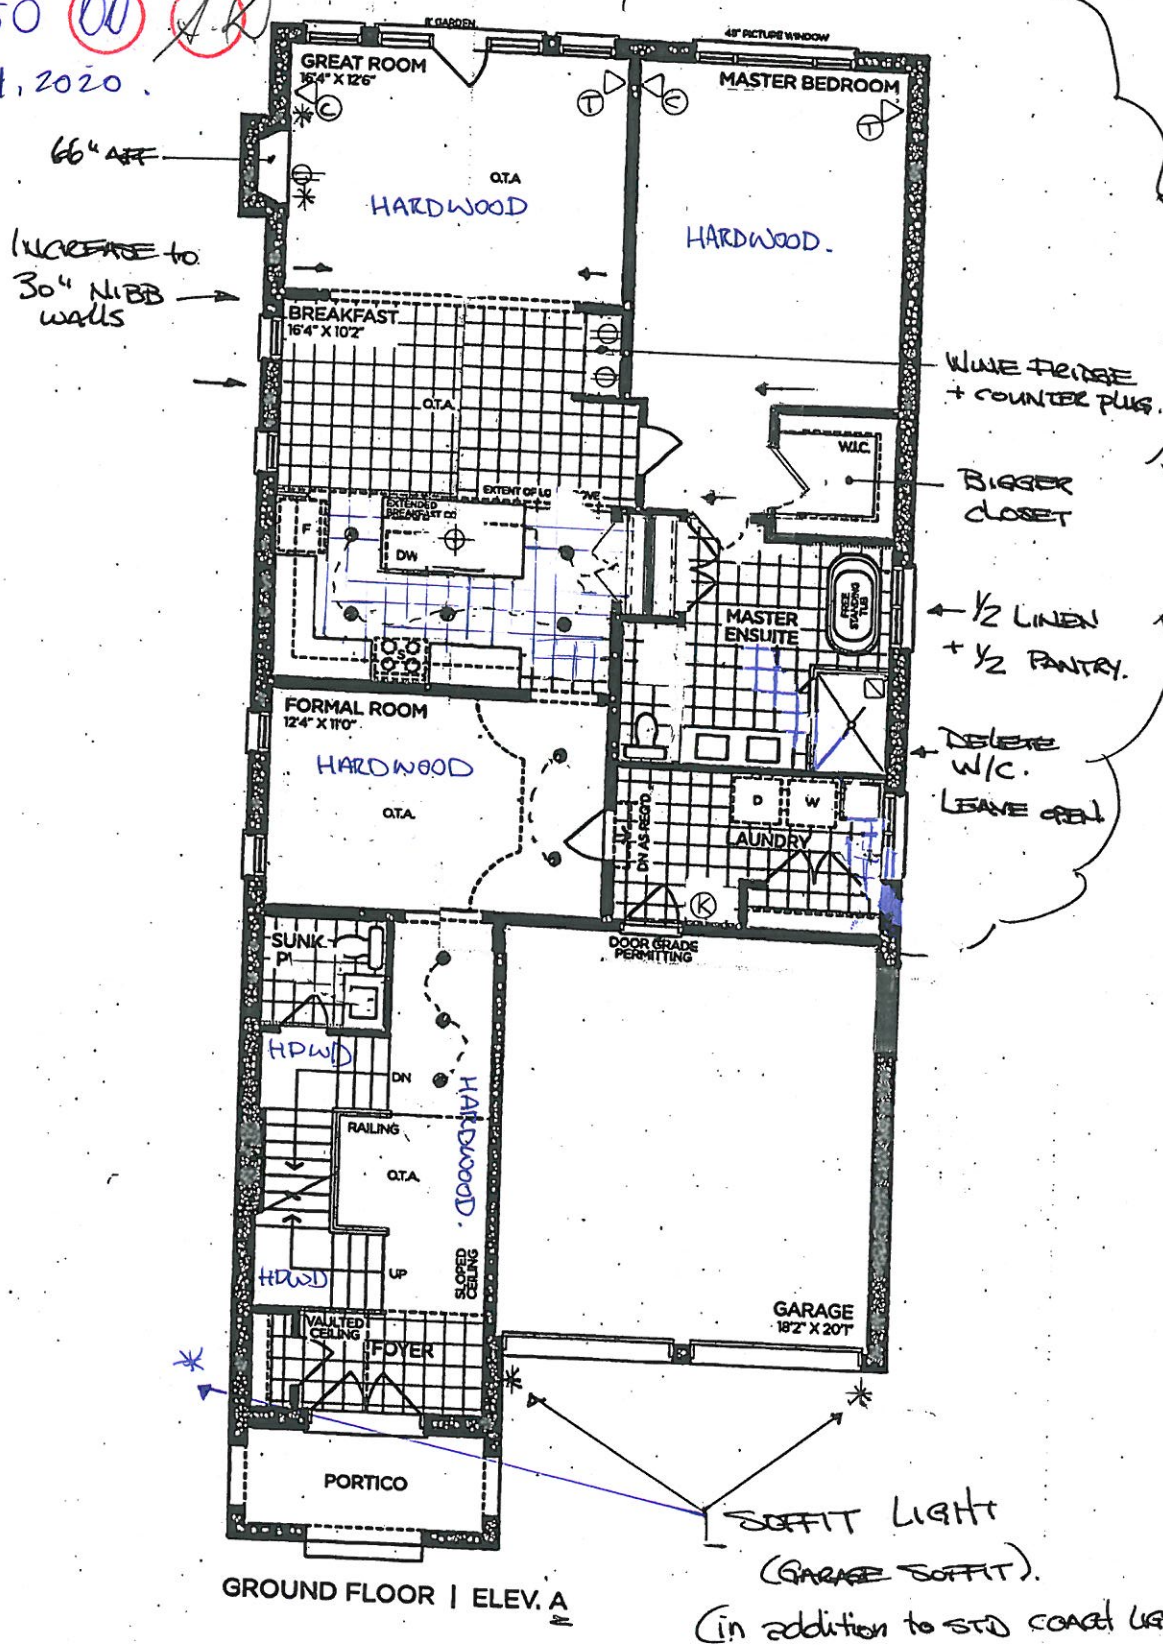 , 2020.
8' GARDEN
48" PICTURE WINDOW
GREAT ROOM
16'4" X 12'6"
MASTER BEDROOM
C
T
C
T
66" AFF
O.T.A
HARDWOOD
HARDWOOD.
INCREASE to
30" NIBB
WALLS
BREAKFAST
16'4" X 10'2"
WINE FRIDGE
+ COUNTER PLUG.
O.T.A.
W.I.C.
BIGGER
CLOSET
EXTENT OF
EXTENDED
BREAKFAST
F
DW
FREE
STANDING
TUB
MASTER
ENSUITE
1/2 LINEN
+ 1/2 PANTRY.
S
FORMAL ROOM
12'4" X 11'0"
HARDWOOD
O.T.A.
DELETE
W/C.
LEAVE OPEN
D
W
LAUNDRY
DN AS REQ'D
K
DOOR GRADE
PERMITTING
SUNK
HDWD
DN
HARDWOOD.
RAILING
O.T.A.
SLOPED
CEILING
HDWD
UP
GARAGE
18'2" X 20'1"
VAULTED
CEILING
FOYER
PORTICO
SOFFIT LIGHT
(GARAGE SOFFIT).
(in addition to STD COACH
GROUND FLOOR | ELEV. A